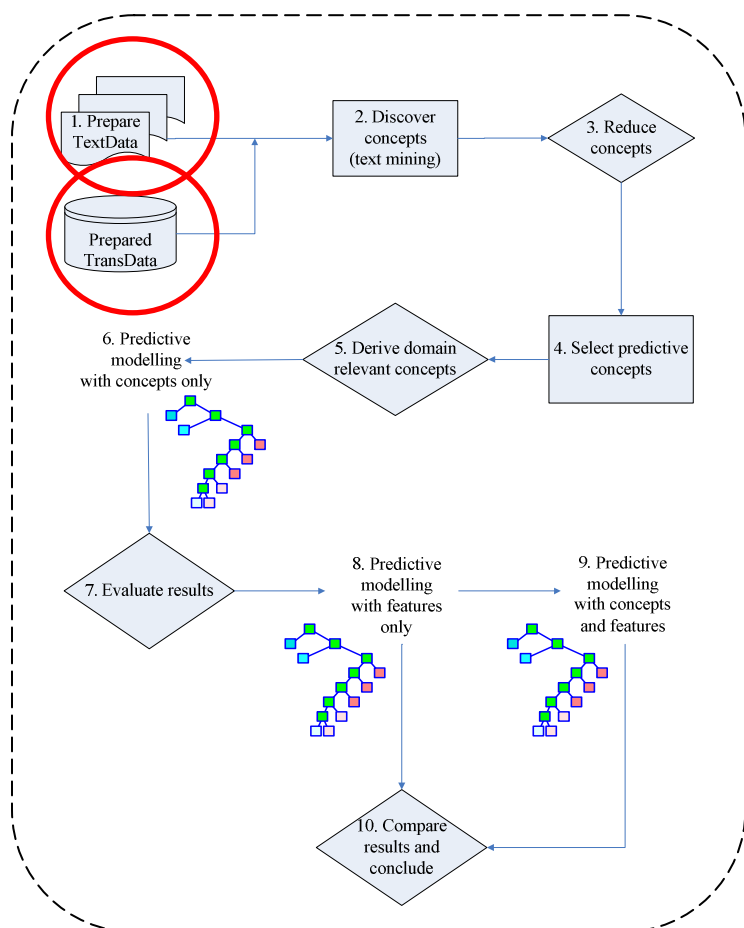 1. Prepare
TextData
2. Discover
concepts
(text mining)
3. Reduce
concepts
Prepared
TransData
4. Select predictive
concepts
5. Derive domain
relevant concepts
6. Predictive
modelling
with concepts only
7. Evaluate results
8. Predictive
modelling
with features
only
9. Predictive
modelling
with concepts
and features
10. Compare
results and
conclude